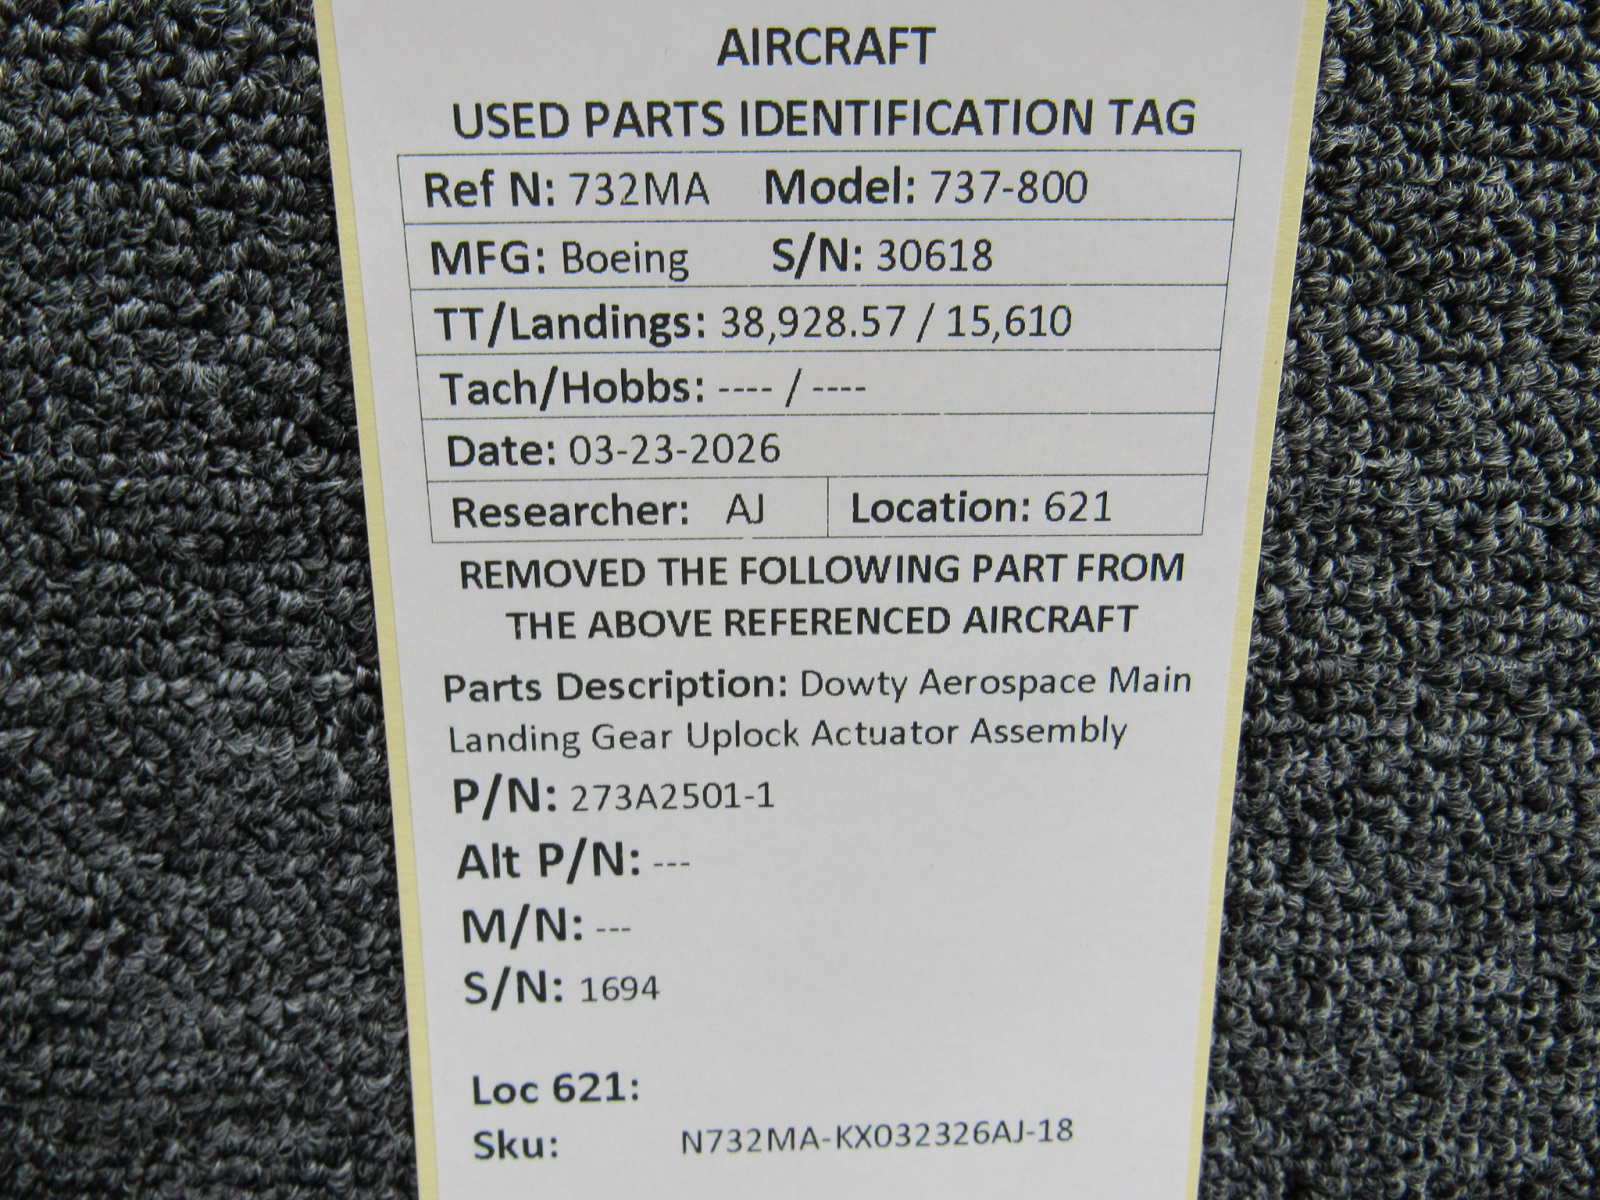 AIRCRAFT
USED PARTS IDENTIFICATION TAG
Ref N: 732MA Model: 737-800
MFG: Boeing S/N: 30618
TT/Landings: 38,928.57 / 15,610
Tach/Hobbs: ---- / ----
Date: 03-23-2026
Researcher: AJ Location: 621
REMOVED THE FOLLOWING PART FROM
THE ABOVE REFERENCED AIRCRAFT
Parts Description: Dowty Aerospace Main
Landing Gear Uplock Actuator Assembly
P/N: 273A2501-1
Alt P/N: ---
M/N: ---
S/N: 1694
Loc 621:
Sku: N732MA-KX032326AJ-18